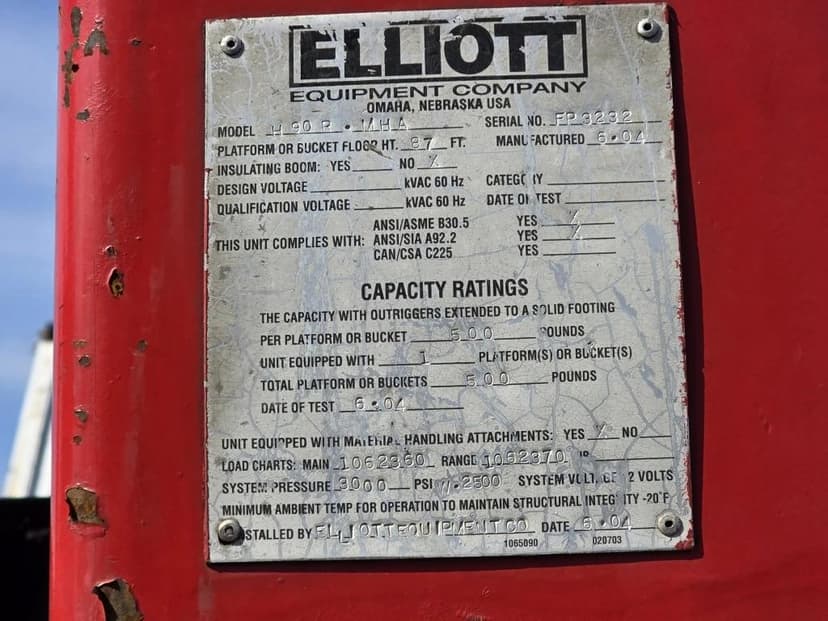 ELLIOTT
EQUIPMENT COMPANY
OMAHA, NEBRASKA USA
MODEL H 90 R • MHA SERIAL NO. FP3232
PLATFORM OR BUCKET FLOOR HT. 87 FT. MANUFACTURED 6•04
INSULATING BOOM: YES NO X
DESIGN VOLTAGE kVAC 60 Hz CATEGORY
QUALIFICATION VOLTAGE kVAC 60 Hz DATE OF TEST
THIS UNIT COMPLIES WITH: ANSI/ASME B30.5 YES
ANSI/SIA A92.2 YES
CAN/CSA C225 YES
CAPACITY RATINGS
THE CAPACITY WITH OUTRIGGERS EXTENDED TO A SOLID FOOTING
PER PLATFORM OR BUCKET 500 POUNDS
UNIT EQUIPPED WITH 1 PLATFORM(S) OR BUCKET(S)
TOTAL PLATFORM OR BUCKETS 500 POUNDS
DATE OF TEST 6•04
UNIT EQUIPPED WITH MATERIAL HANDLING ATTACHMENTS: YES X NO
LOAD CHARTS: MAIN 1062360 RANGE 1062370
SYSTEM PRESSURE 3000 PSI 2500 SYSTEM VOLTAGE 12 VOLTS
MINIMUM AMBIENT TEMP FOR OPERATION TO MAINTAIN STRUCTURAL INTEGRITY -20°F
INSTALLED BY ELLIOTT EQUIPMENT CO DATE 6•04
1065090 020703